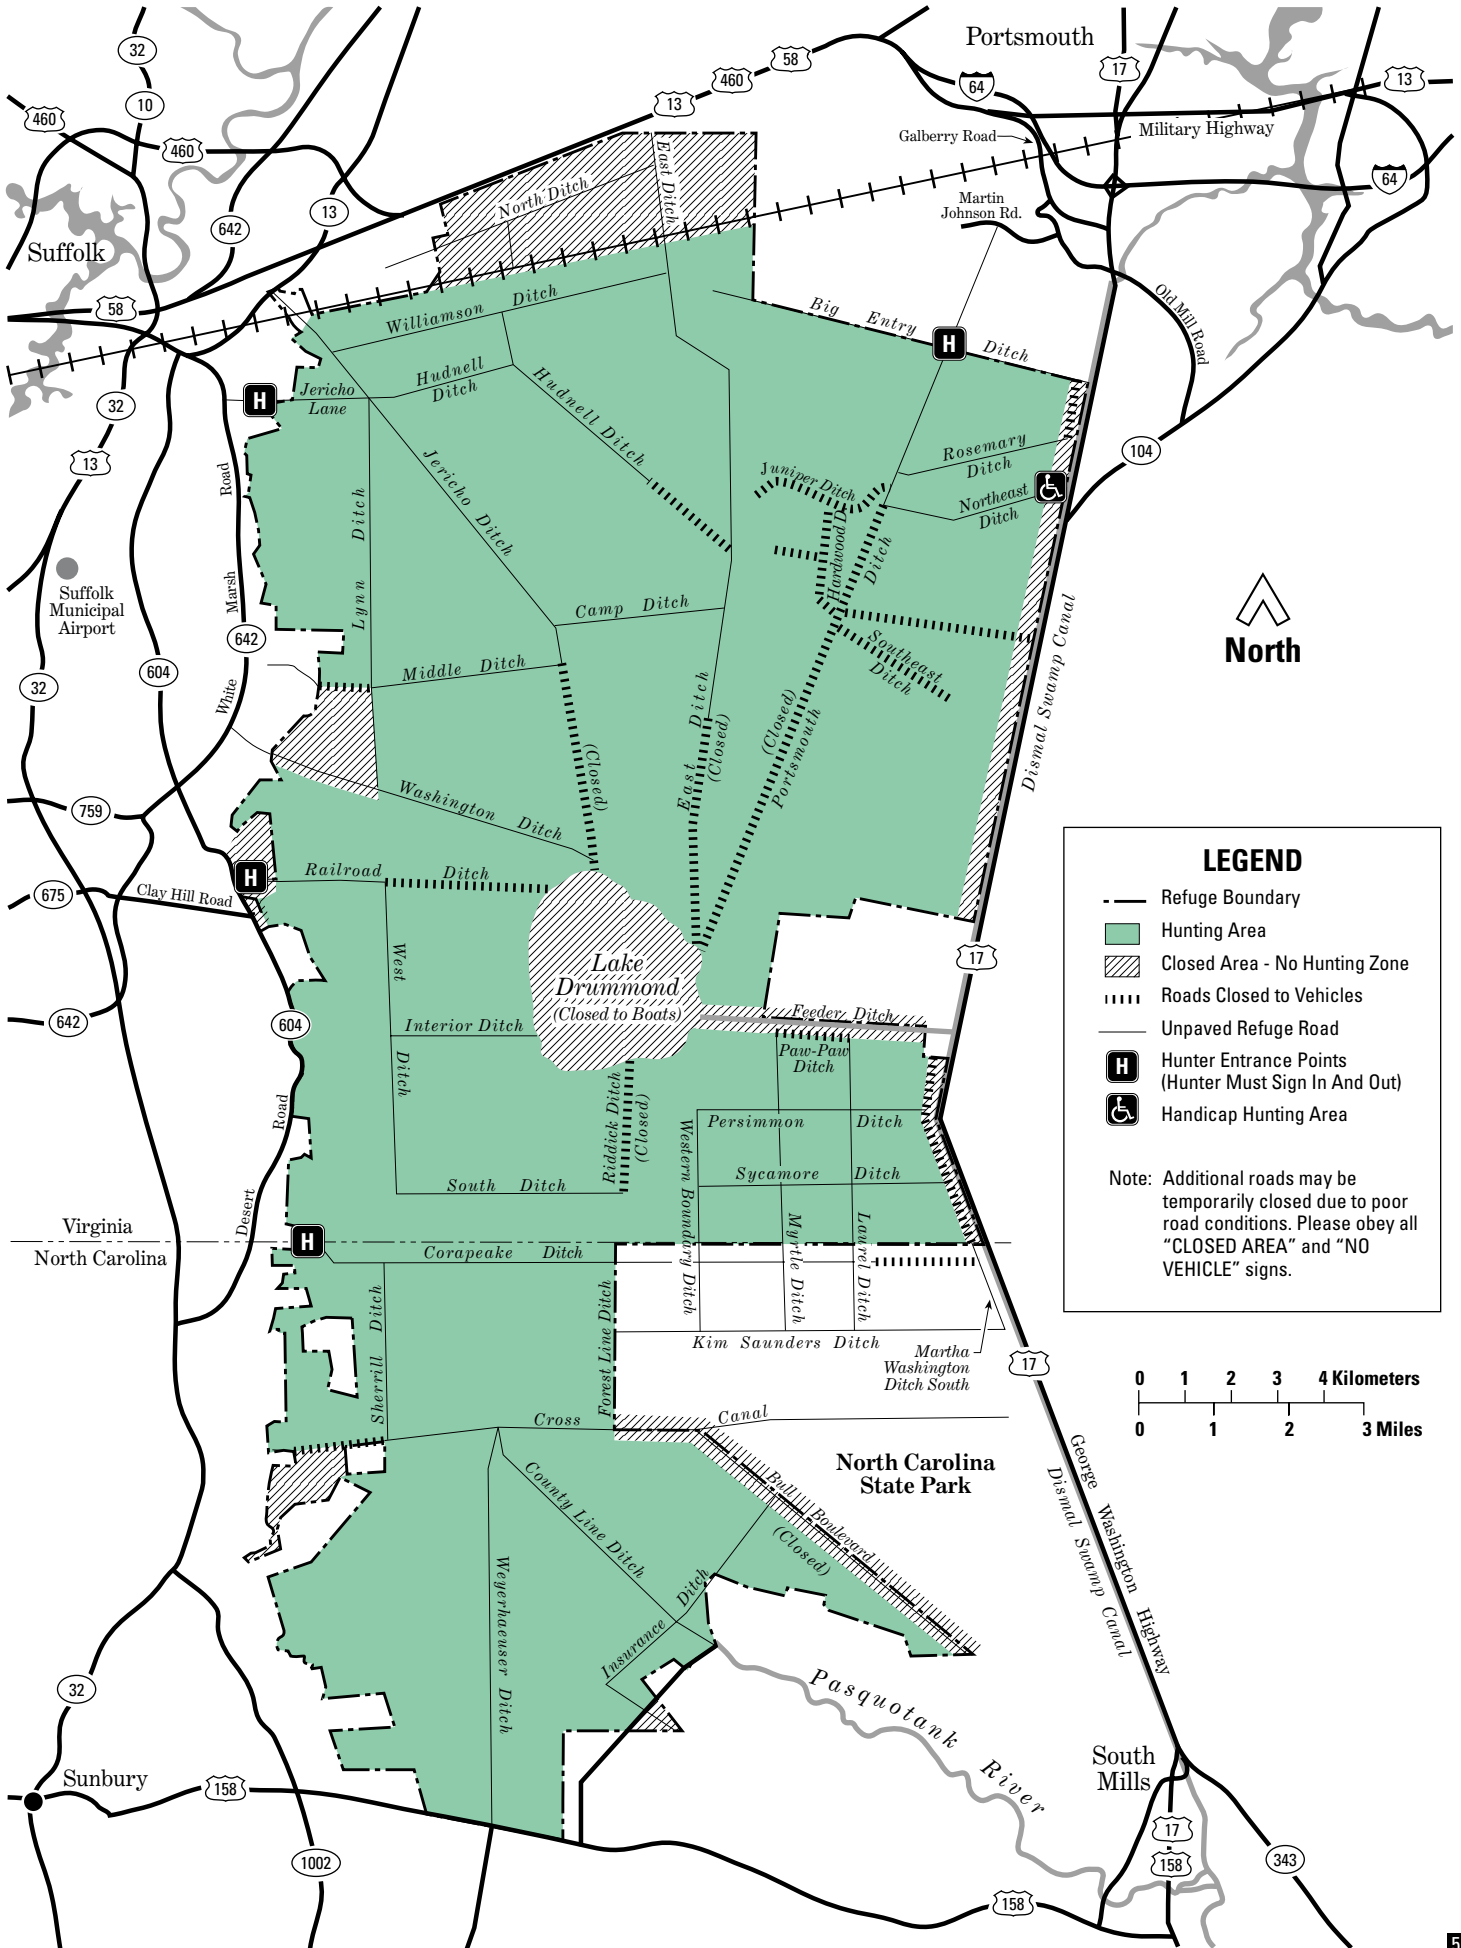 32
Portsmouth
58
17
460
64
13
10
13
460
Galberry Road
Military Highway
460
East Ditch
64
North Ditch
Martin
Johnson Rd.
13
642
Suffolk
Old Mill Road
58
Williamson Ditch
Big Entry Ditch
H
Hudnell
Ditch
Hudnell Ditch
Jericho
Lane
H
32
13
Jericho Ditch
Rosemary
Ditch
104
Juniper Ditch
Northeast
Ditch
Road
Lynn Ditch
Hardwood D.
Ditch
Suffolk
Municipal
Airport
Marsh
Camp Ditch
Dismal Swamp Canal
North
642
Southeast
Ditch
604
Middle Ditch
32
White
East Ditch
(Closed)
(Closed)
(Closed)
Portsmouth
759
Washington Ditch
LEGEND
Refuge Boundary
Hunting Area
Closed Area - No Hunting Zone
Roads Closed to Vehicles
Unpaved Refuge Road
H
Hunter Entrance Points
(Hunter Must Sign In And Out)
Handicap Hunting Area
Note: Additional roads may be
temporarily closed due to poor
road conditions. Please obey all
“CLOSED AREA” and “NO
VEHICLE” signs.
H
Railroad Ditch
675
Clay Hill Road
West Ditch
Lake
Drummond
(Closed to Boats)
17
642
604
Interior Ditch
Feeder Ditch
Paw-Paw
Ditch
Riddick Ditch
(Closed)
Road
Persimmon Ditch
Western Boundary Ditch
Sycamore Ditch
South Ditch
Desert
Myrtle Ditch
Laurel Ditch
Virginia
North Carolina
H
Corapeake Ditch
Sherrill Ditch
Forest Line Ditch
Kim Saunders Ditch
Martha
Washington
Ditch South
17
0 1 2 3 4 Kilometers
0 1 2 3 Miles
Cross Canal
North Carolina
State Park
George Washington Highway
Dismal Swamp Canal
County Line Ditch
Bull Boulevard
(Closed)
Weyerhaeuser Ditch
Insurance Ditch
32
Pasquotank River
South
Mills
Sunbury
158
17
158
1002
343
158
5